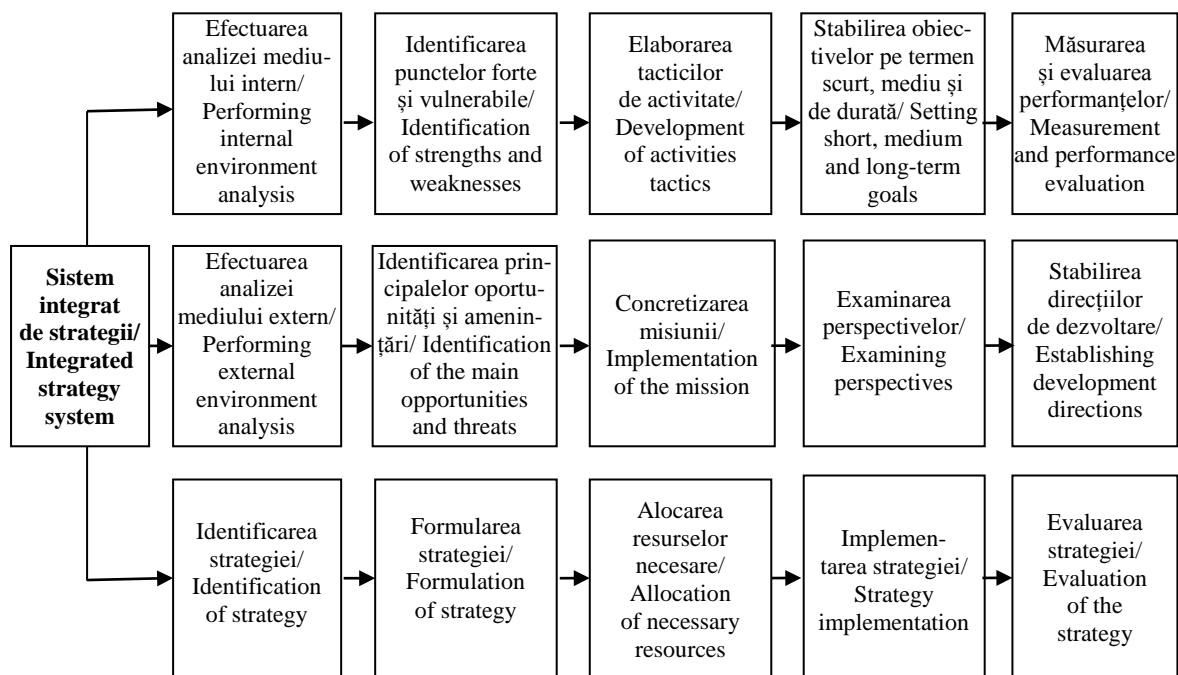 Efectuarea
analizei mediu-
lui intern/
Performing
internal
environment
analysis
Identificarea
punctelor forte
și vulnerabile/
Identification
of strengths and
weaknesses
Elaborarea
tacticilor
de activitate/
Development
of activities
tactics
Stabilirea obiec-
tivelor pe termen
scurt, mediu și
de durată/ Setting
short, medium
and long-term
goals
Măsurarea
și evaluarea
performanțelor/
Measurement
and performance
evaluation
Sistem
integrat
de strategii/
Integrated
strategy
system
Efectuarea
analizei
mediului extern/
Performing
external
environment
analysis
Identificarea prin-
cipalelor oportu-
nități și amenin-
țări/ Identification
of the main
opportunities
and threats
Concretizarea
misiunii/
Implementation
of the mission
Examinarea
perspectivelor/
Examining
perspectives
Stabilirea
direcțiilor
de dezvoltare/
Establishing
development
directions
Identificarea
strategiei/
Identification
of strategy
Formularea
strategiei/
Formulation
of strategy
Alocarea
resurselor
necesare/
Allocation
of necessary
resources
Implemen-
tarea strategiei/
Strategy
implementation
Evaluarea
strategiei/
Evaluation
of the
strategy